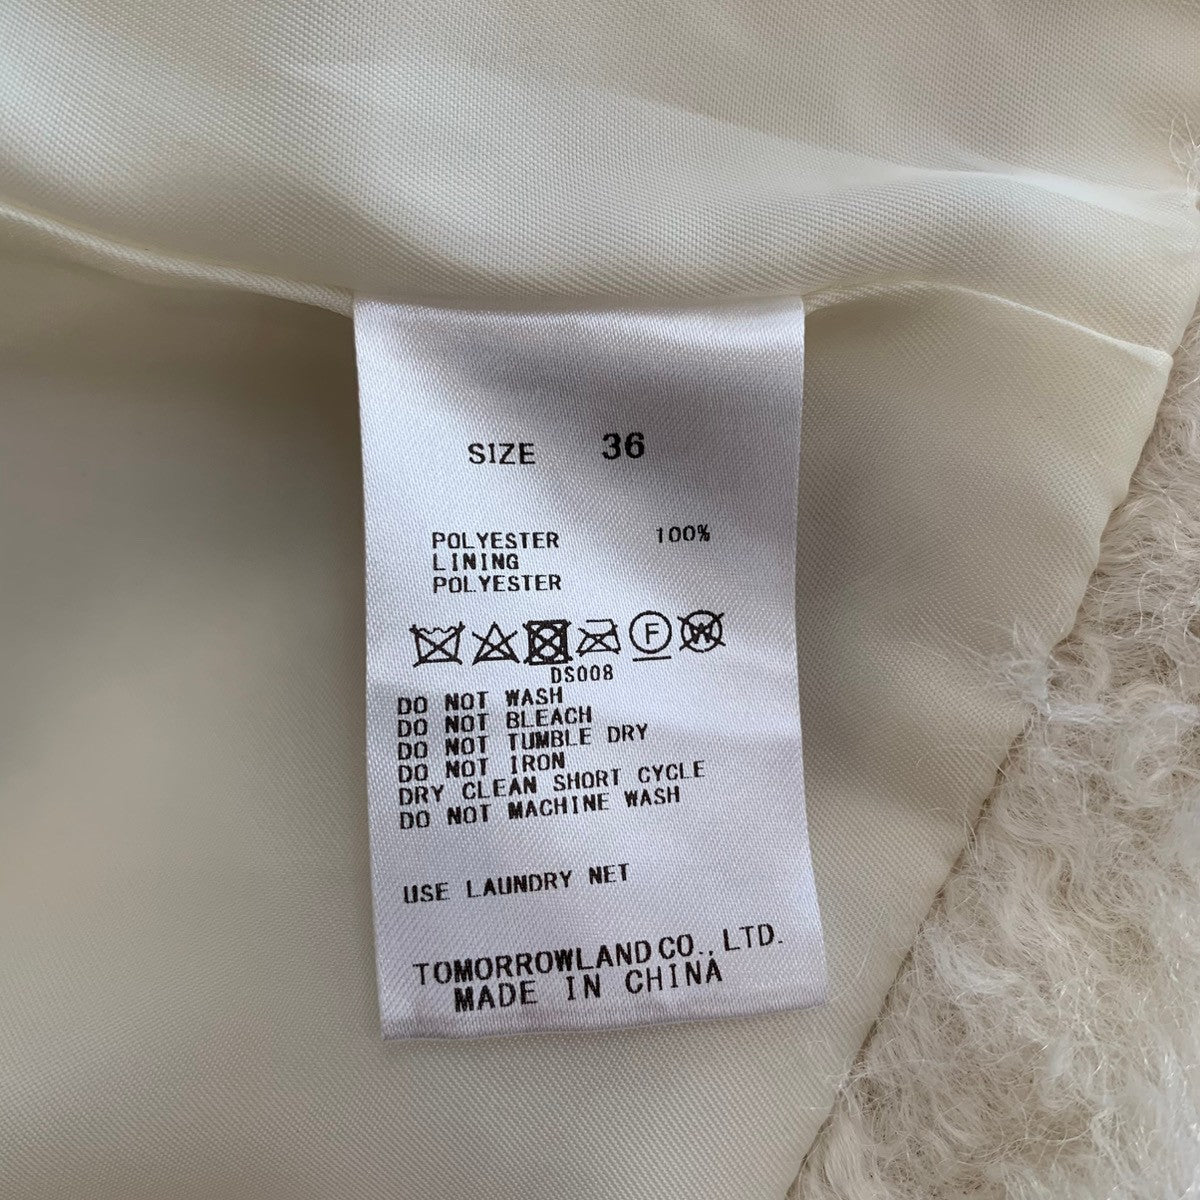 SIZE 36
POLYESTER 100%
LINING
POLYESTER
F W
DS008
DO NOT WASH
DO NOT BLEACH
DO NOT TUMBLE DRY
DO NOT IRON
DRY CLEAN SHORT CYCLE
DO NOT MACHINE WASH
USE LAUNDRY NET
TOMORROWLAND CO., LTD.
MADE IN CHINA